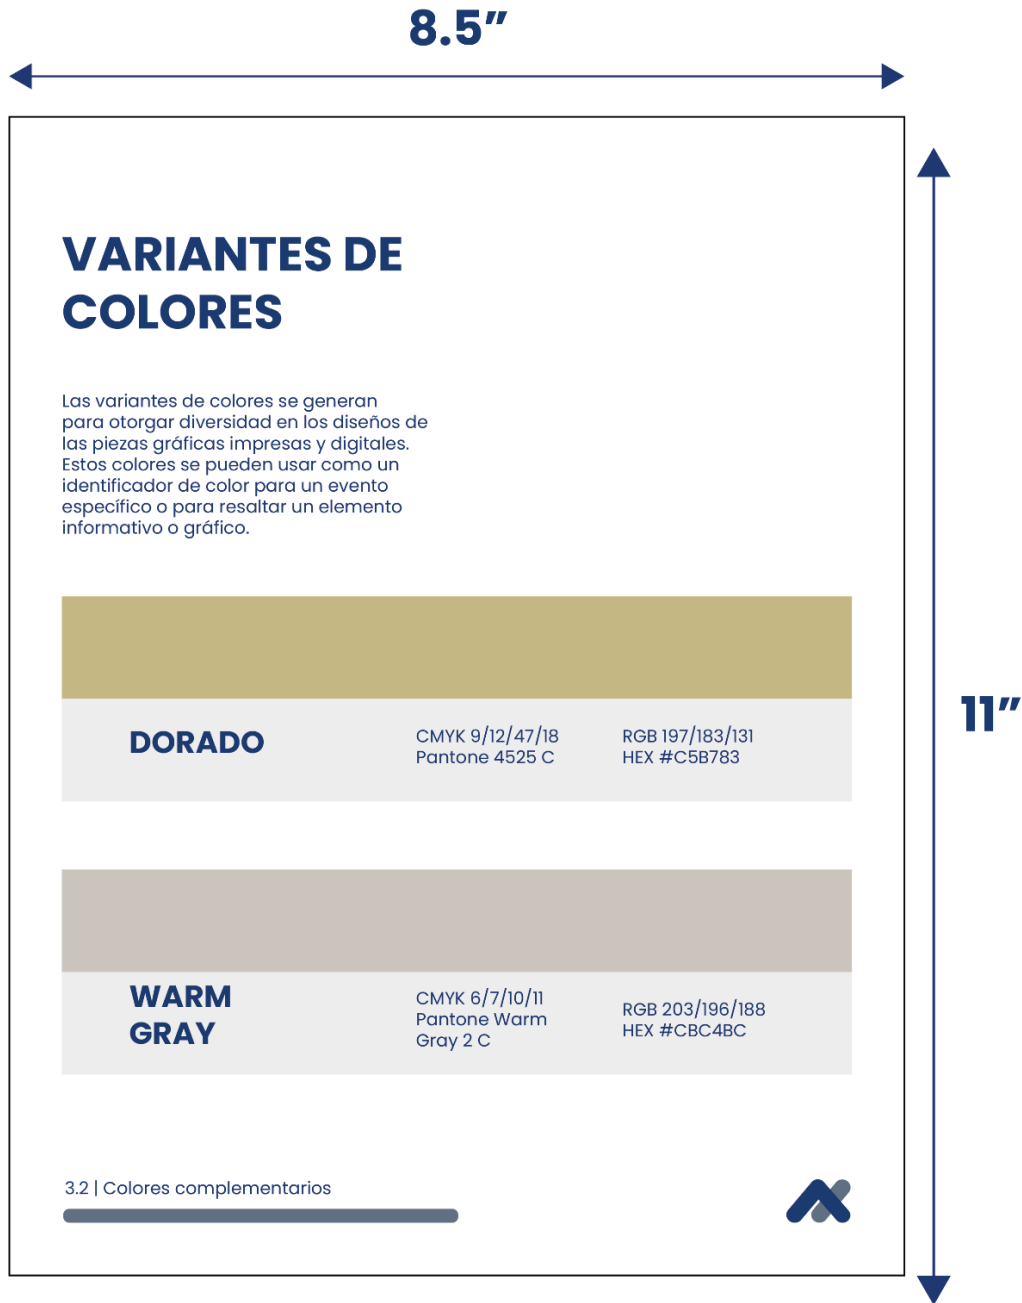 8.5”
VARIANTES DE
COLORES
Las variantes de colores se generan
para otorgar diversidad en los diseños de
las piezas gráficas impresas y digitales.
Estos colores se pueden usar como un
identificador de color para un evento
específico o para resaltar un elemento
informativo o gráfico.
11”
DORADO
CMYK 9/12/47/18
Pantone 4525 C
RGB 197/183/131
HEX #C5B783
WARM
GRAY
CMYK 6/7/10/11
Pantone Warm
Gray 2 C
RGB 203/196/188
HEX #CBC4BC
3.2 | Colores complementarios